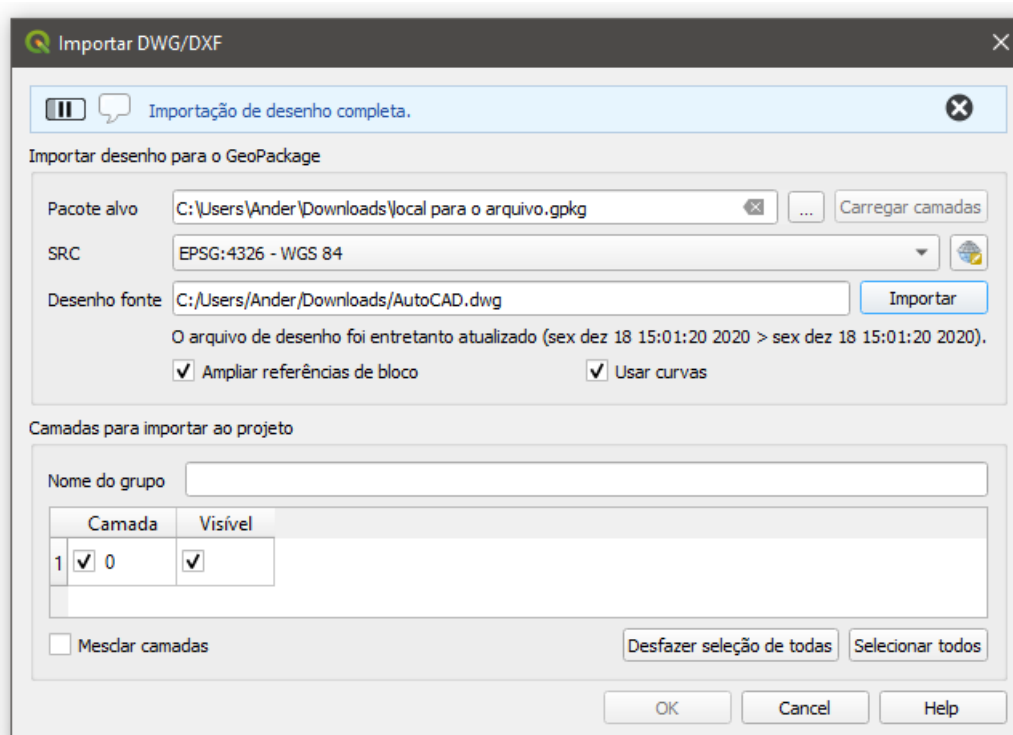 Importar DWG/DXF
Importação de desenho completa.
Importar desenho para o GeoPackage
Pacote alvo C:\Users\Ander\Downloads\local para o arquivo.gpkg ... Carregar camadas
SRC EPSG:4326 - WGS 84
Desenho fonte C:/Users/Ander/Downloads/AutoCAD.dwg Importar
O arquivo de desenho foi entretanto atualizado (sex dez 18 15:01:20 2020 > sex dez 18 15:01:20 2020).
Ampliar referências de bloco Usar curvas
Camadas para importar ao projeto
Nome do grupo
Camada Visível
1 0
Mesclar camadas Desfazer seleção de todas Selecionar todos
OK Cancel Help